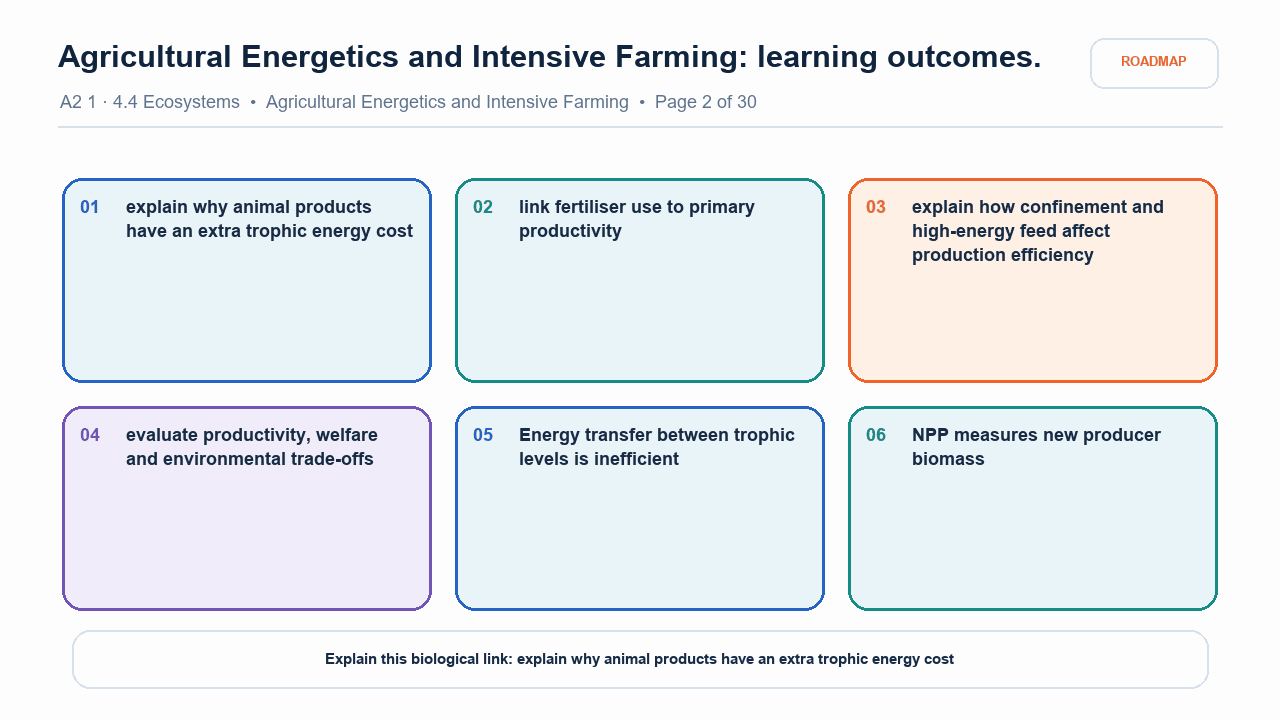 Agricultural Energetics and Intensive Farming: learning outcomes.
ROADMAP
A2 1 · 4.4 Ecosystems • Agricultural Energetics and Intensive Farming • Page 2 of 30
01 explain why animal products
have an extra trophic energy cost
02 link fertiliser use to primary
productivity
03 explain how confinement and
high-energy feed affect
production efficiency
04 evaluate productivity, welfare
and environmental trade-offs
05 Energy transfer between trophic
levels is inefficient
06 NPP measures new producer
biomass
Explain this biological link: explain why animal products have an extra trophic energy cost